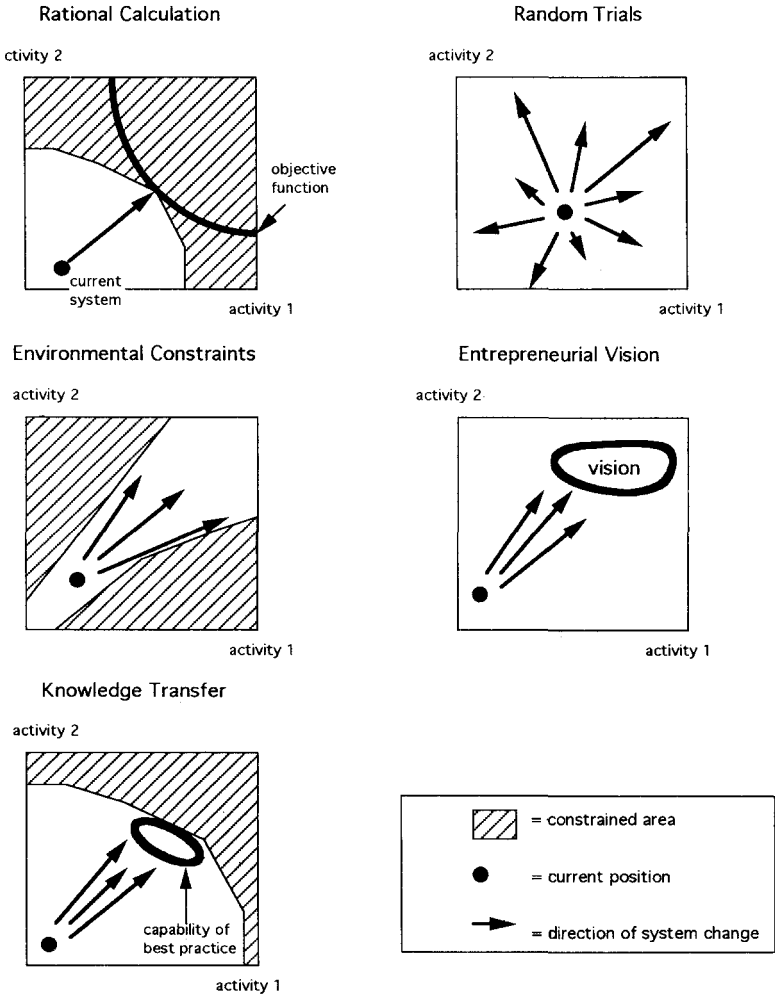 Rational Calculation
ctivity 2
objective
function
current
system
activity 1
Random Trials
activity 2
activity 1
Environmental Constraints
activity 2
activity 1
Entrepreneurial Vision
activity 2
vision
activity 1
Knowledge Transfer
activity 2
capability of
best practice
activity 1
= constrained area
= current position
= direction of system change